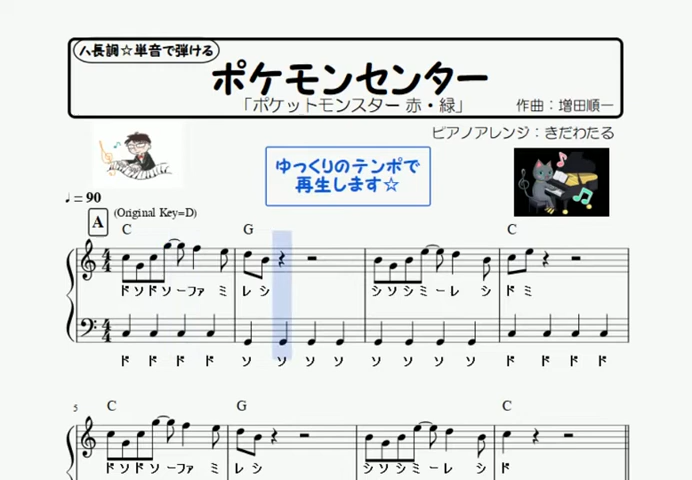 ハ長調☆単音で弾ける
ポケモンセンター
「ポケットモンスター 赤・緑」
作曲：増田順一
ピアノアレンジ：きだわたる
ゆっくりのテンポで
再生します☆
♩= 90
A
(Original Key=D)
C G C
4 4
ドソドソーファ ミ レ シ シソシミーレ シ ド ミ
4 4
ド ド ド ド ソ ソ ソ ソ ソ ソ ソ ソ ド ド ド ド
5
C G C
ドソドソーファ ミ レ シ シソシミーレ シ ド